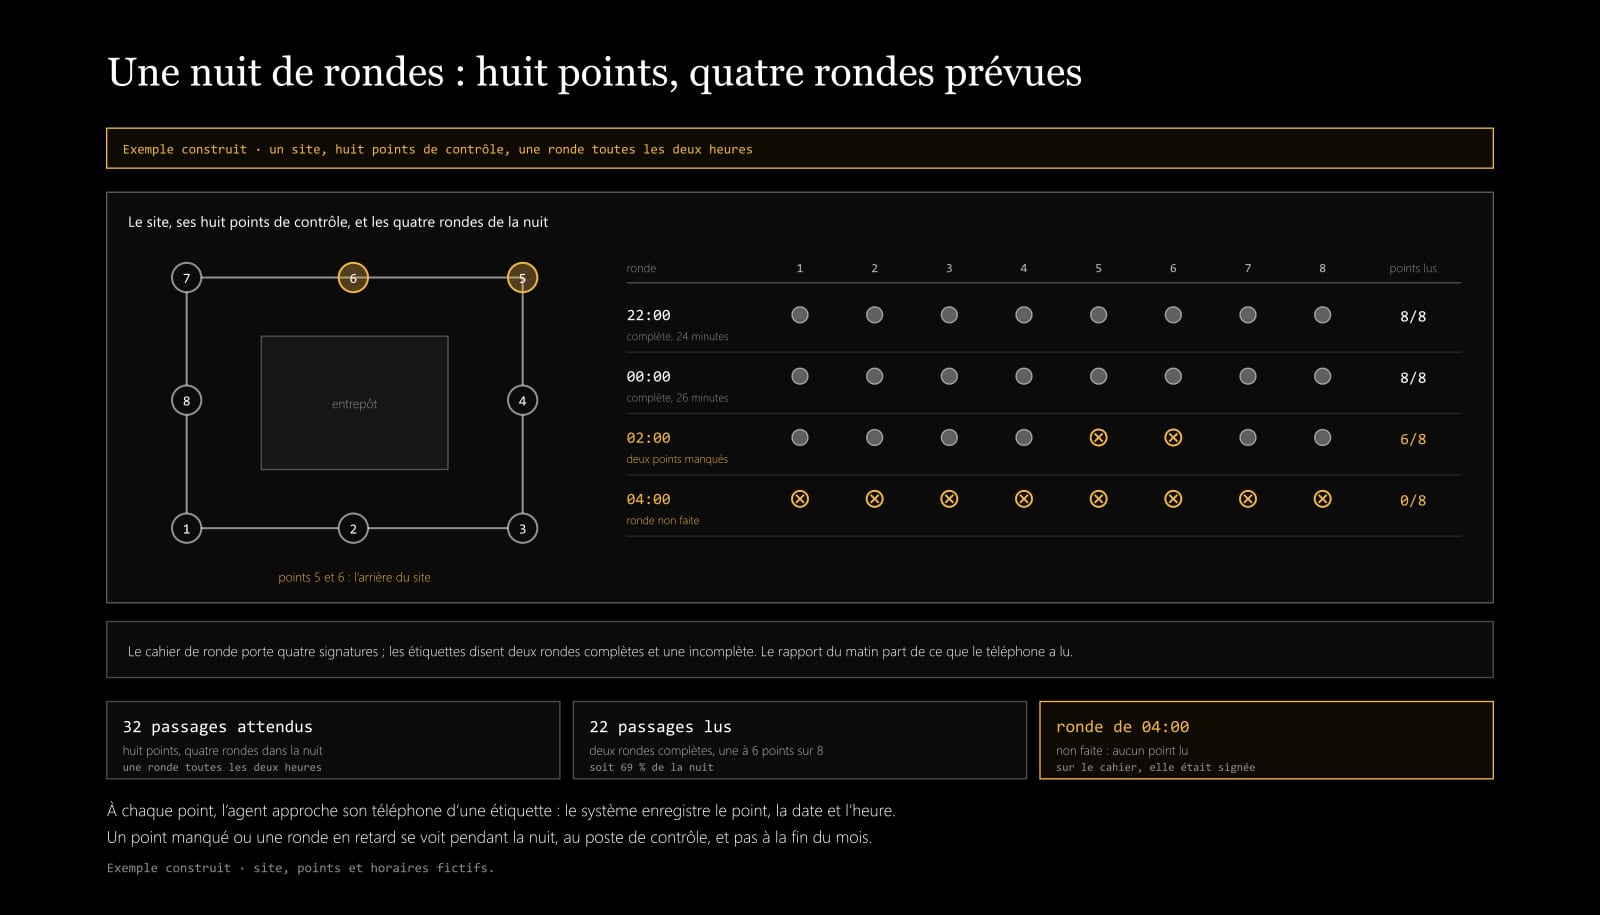 Une nuit de rondes : huit points, quatre rondes prévues
Exemple construit · un site, huit points de contrôle, une ronde toutes les deux heures
Le site, ses huit points de contrôle, et les quatre rondes de la nuit
7 6 5
8 entrepôt 4
1 2 3
points 5 et 6 : l’arrière du site
ronde 1 2 3 4 5 6 7 8 points lus
22:00 8/8
complète, 24 minutes
00:00 8/8
complète, 26 minutes
02:00 6/8
deux points manqués
04:00 0/8
ronde non faite
Le cahier de ronde porte quatre signatures ; les étiquettes disent deux rondes complètes et une incomplète. Le rapport du matin part de ce que le téléphone a lu.
32 passages attendus
huit points, quatre rondes dans la nuit
une ronde toutes les deux heures
22 passages lus
deux rondes complètes, une à 6 points sur 8
soit 69 % de la nuit
ronde de 04:00
non faite : aucun point lu
sur le cahier, elle était signée
À chaque point, l’agent approche son téléphone d’une étiquette : le système enregistre le point, la date et l’heure.
Un point manqué ou une ronde en retard se voit pendant la nuit, au poste de contrôle, et pas à la fin du mois.
Exemple construit · site, points et horaires fictifs.